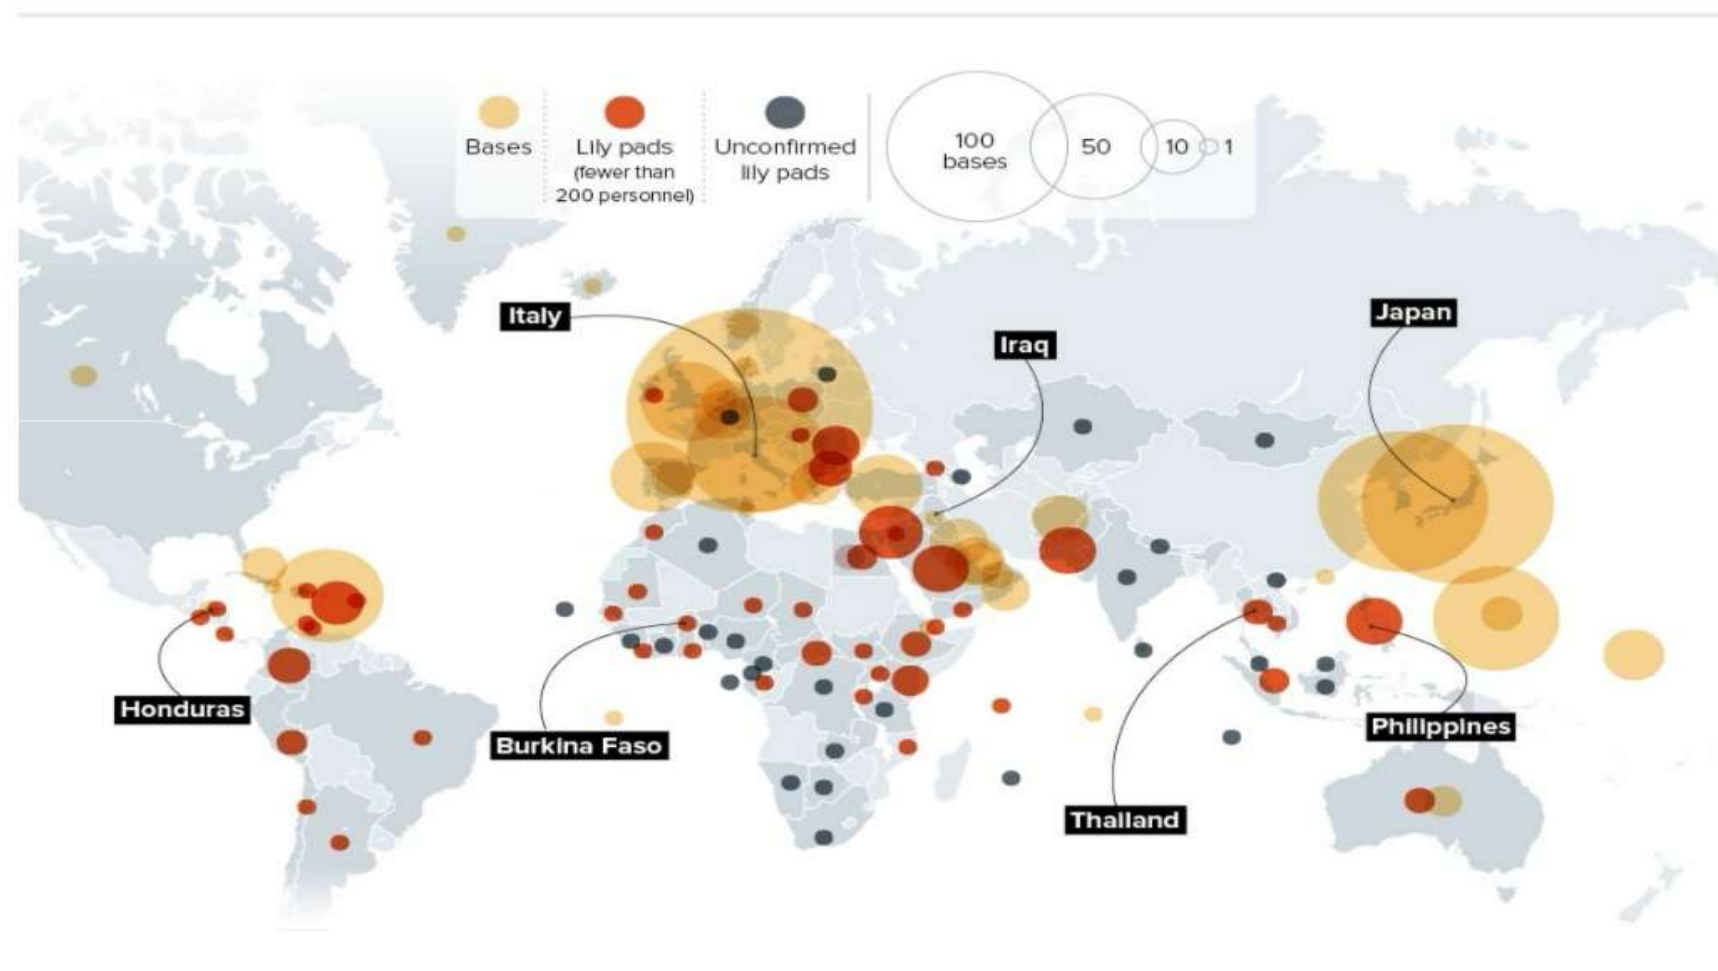 Bases
Lily pads
(fewer than
200 personnel)
Unconfirmed
lily pads
100
bases
50
10
1
Italy
Iraq
Japan
Honduras
Burkina Faso
Thailand
Philippines